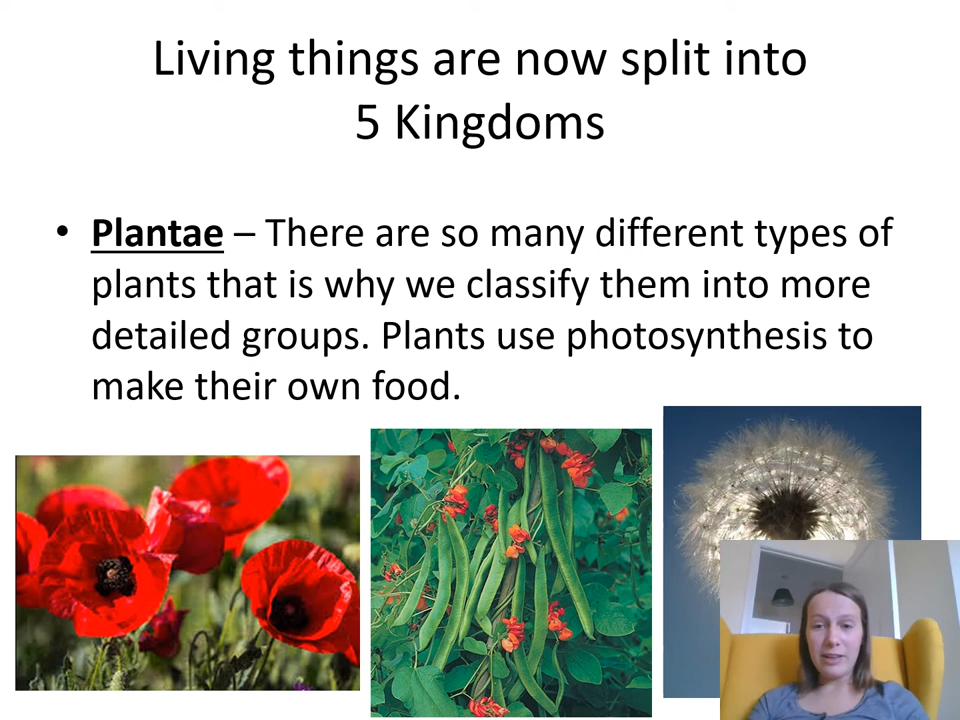 Living things are now split into
5 Kingdoms
• Plantae – There are so many different types of
plants that is why we classify them into more
detailed groups. Plants use photosynthesis to
make their own food.